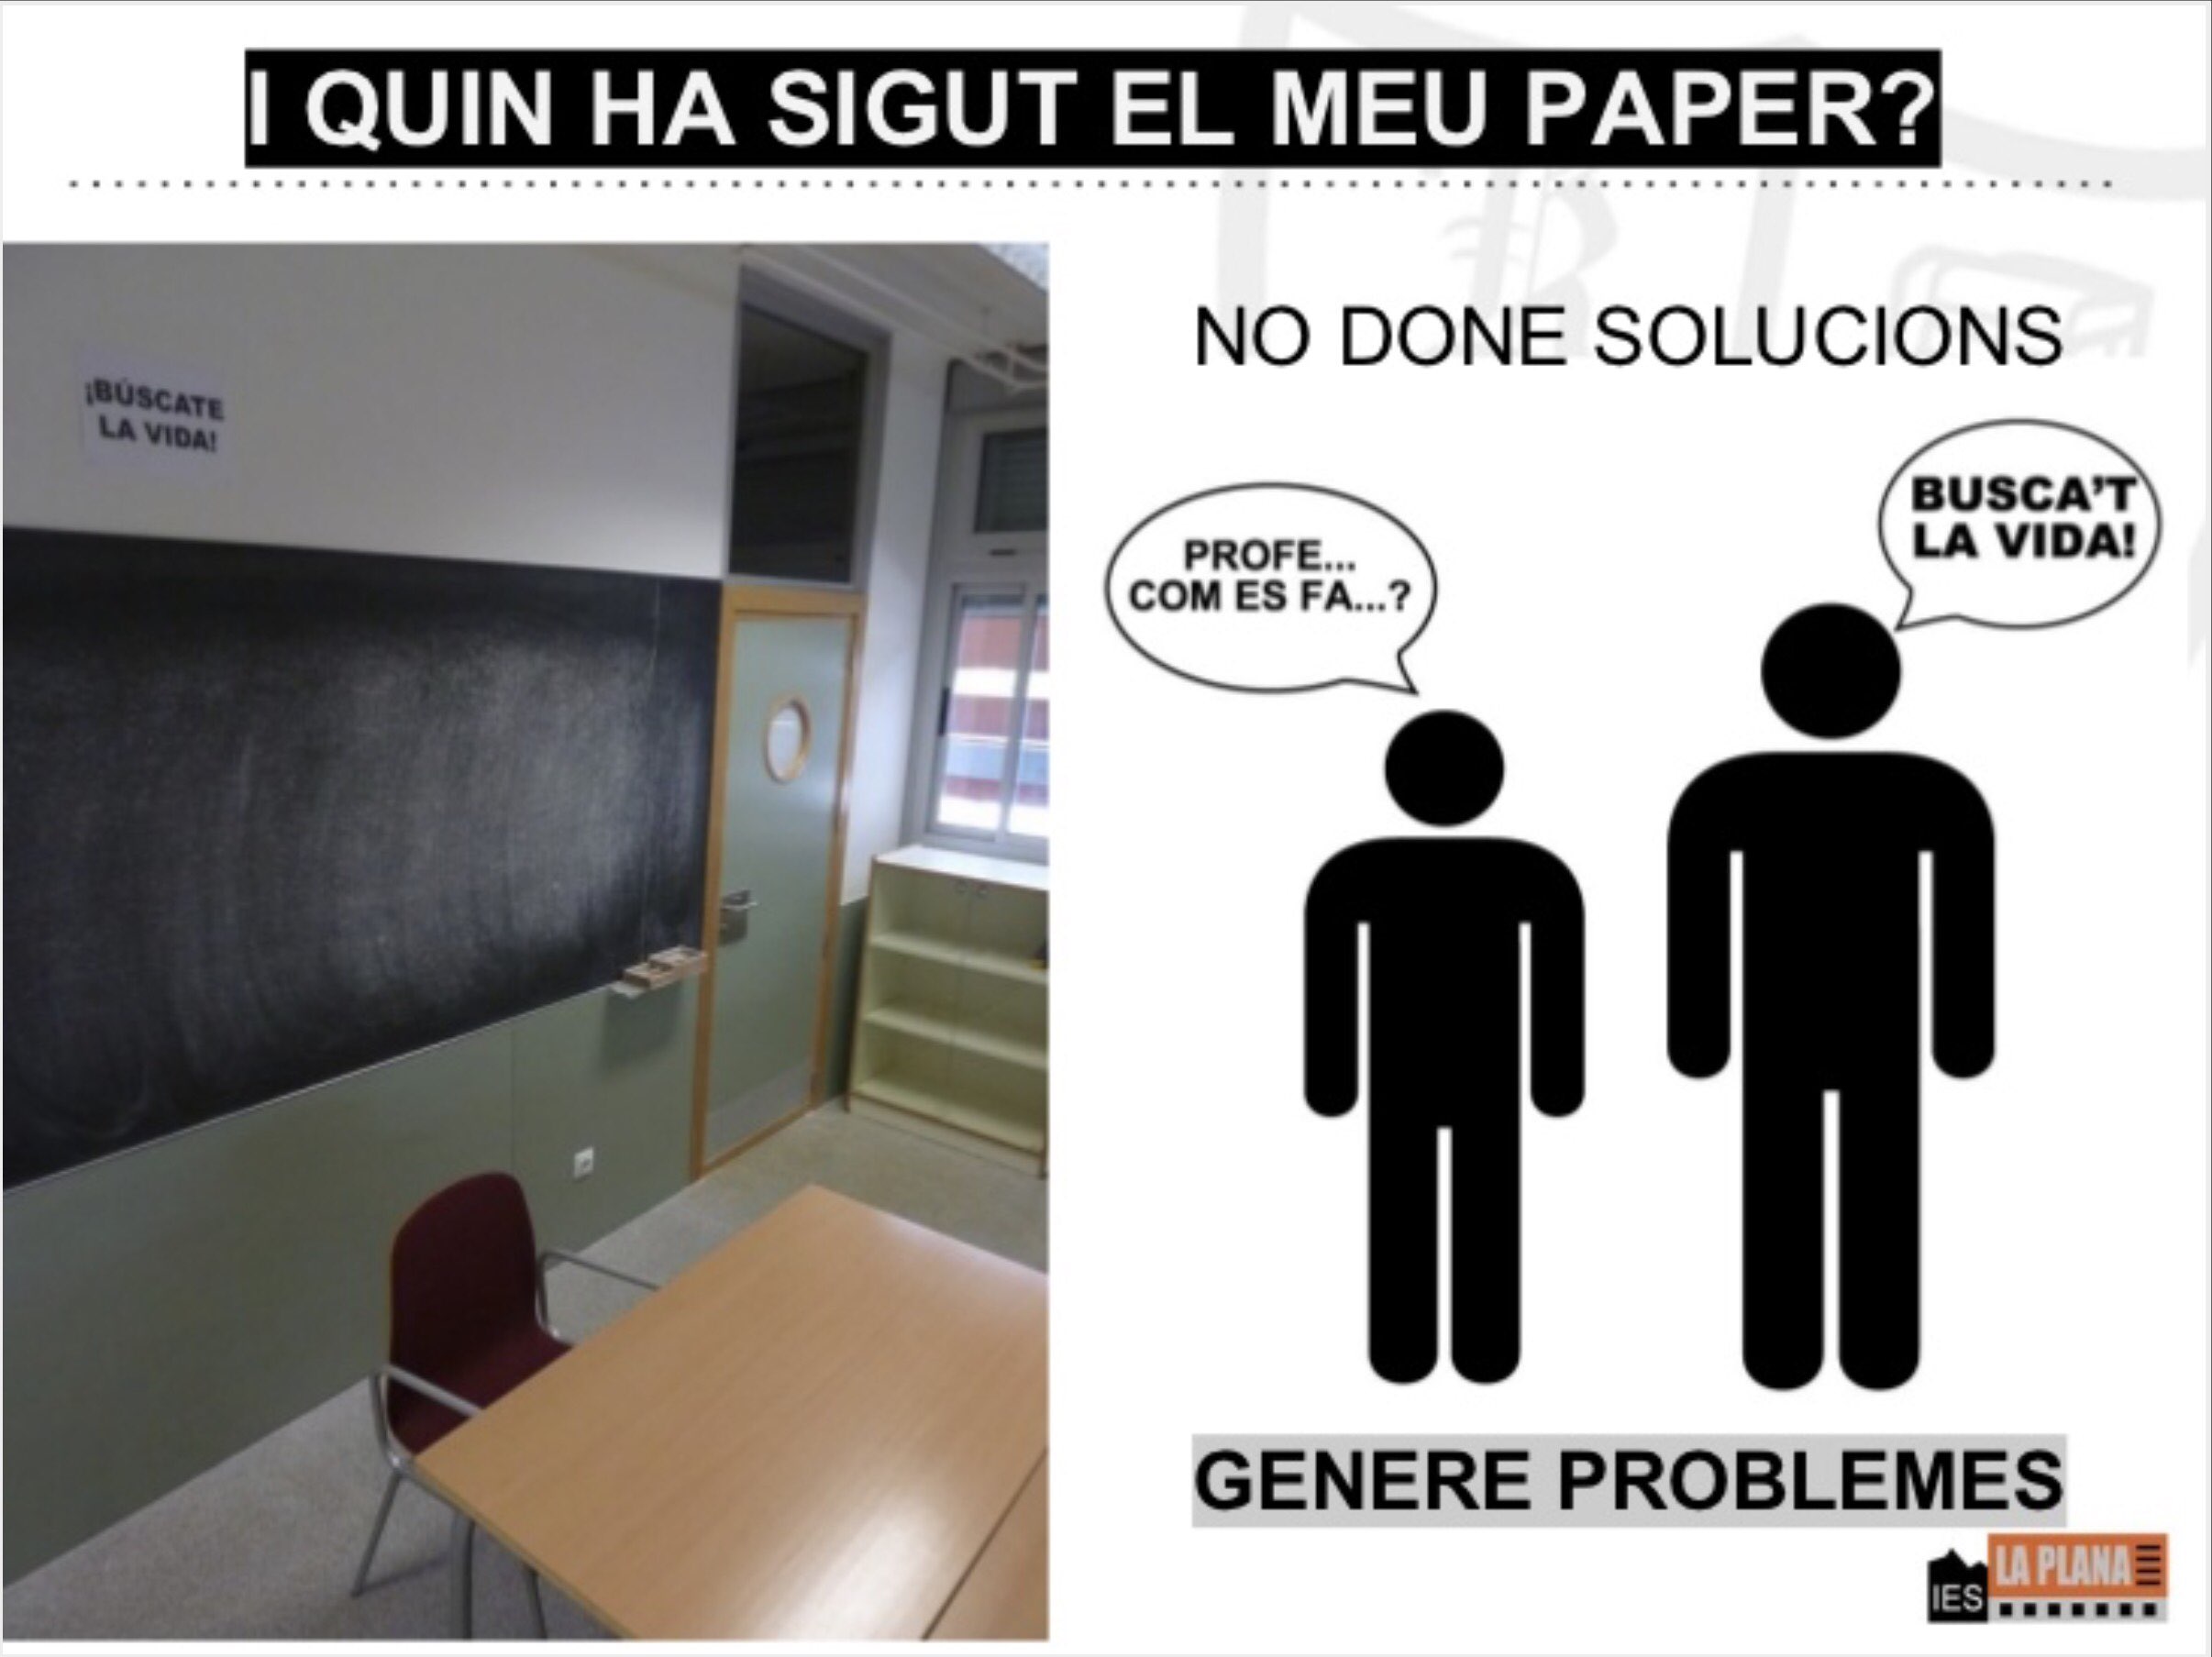 I QUIN HA SIGUT EL MEU PAPER?
¡BÚSCATE
LA VIDA!
NO DONE SOLUCIONS
PROFE...
COM ES FA...?
BUSCA'T
LA VIDA!
GENERE PROBLEMES
IES
LA PLANA